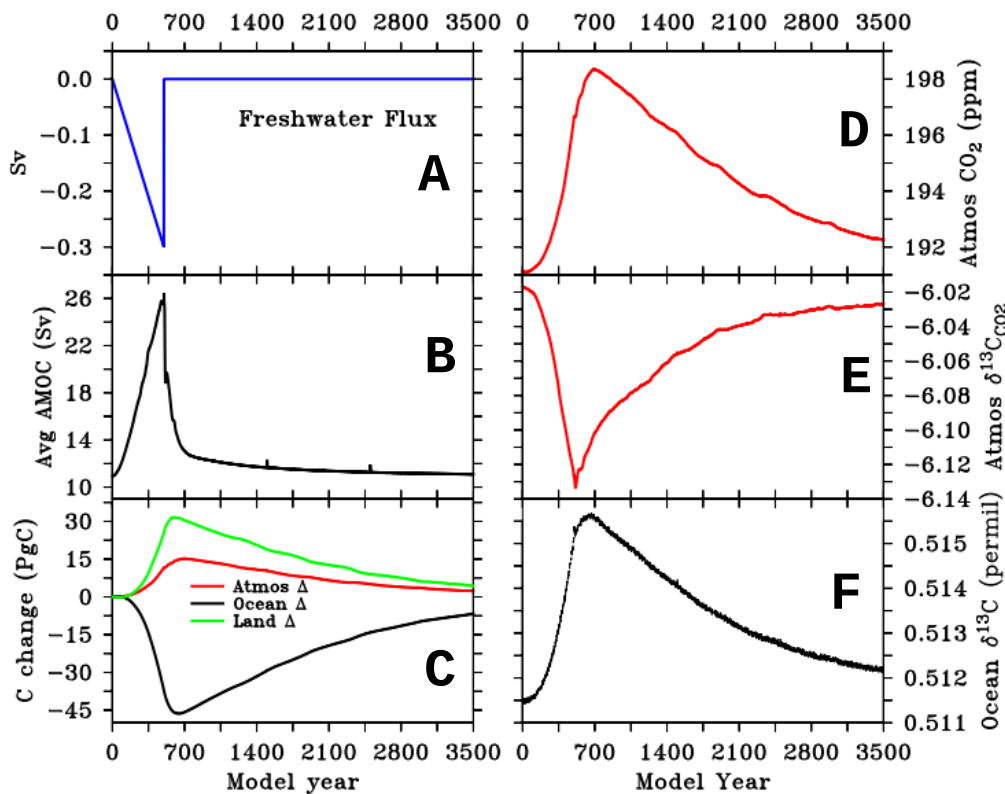 0 700 1400 2100 2800 3500
0 700 1400 2100 2800 3500
Sv
0.0
−0.1
−0.2
−0.3
Freshwater Flux
A
198
196
194
192
Atmos CO₂ (ppm)
D
Avg AMOC (Sv)
26
22
18
14
10
B
−6.02
−6.04
−6.06
−6.08
−6.10
−6.12
−6.14
Atmos δ¹³C_CO2
E
C change (PgC)
30
15
0
−15
−30
−45
Atmos Δ
Ocean Δ
Land Δ
C
0.515
0.514
0.513
0.512
0.511
Ocean δ¹³C (permil)
F
0 700 1400 2100 2800 3500
Model year
0 700 1400 2100 2800 3500
Model Year